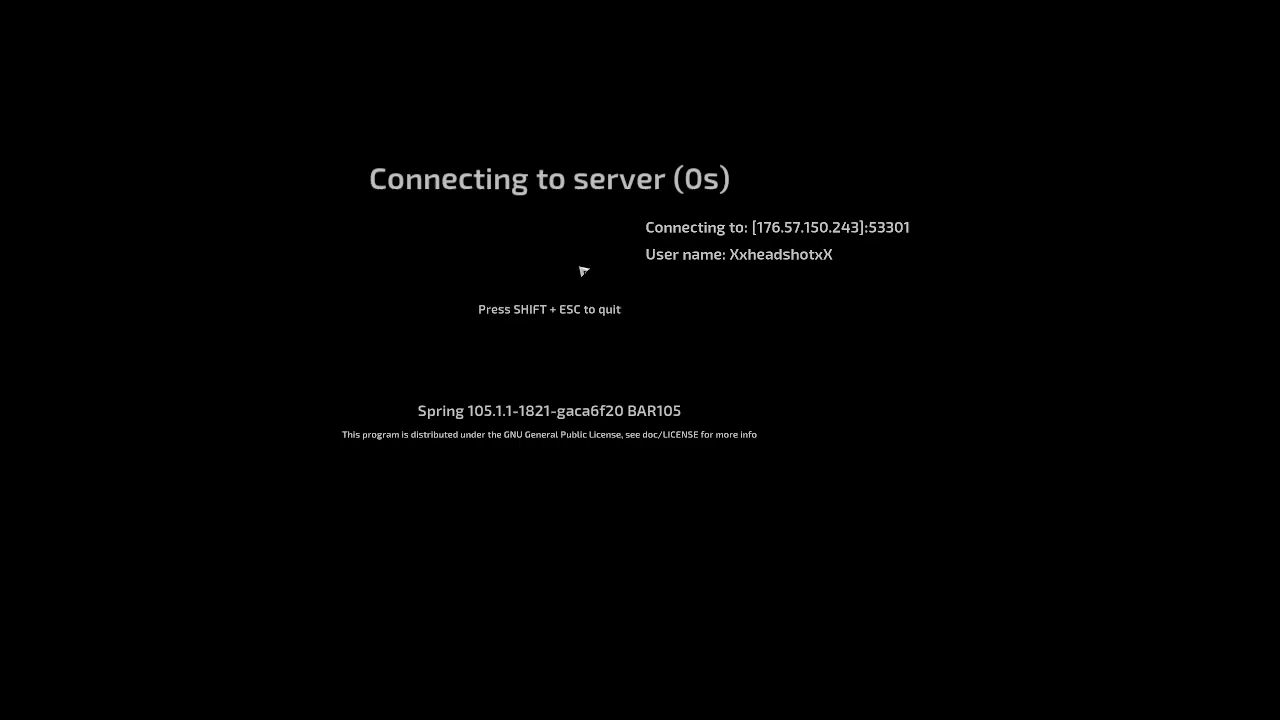 Connecting to server (0s)
Connecting to: [176.57.150.243]:53301
User name: XxheadshotxX
Press SHIFT + ESC to quit
Spring 105.1.1-1821-gaca6f20 BAR105
This program is distributed under the GNU General Public License, see doc/LICENSE for more info